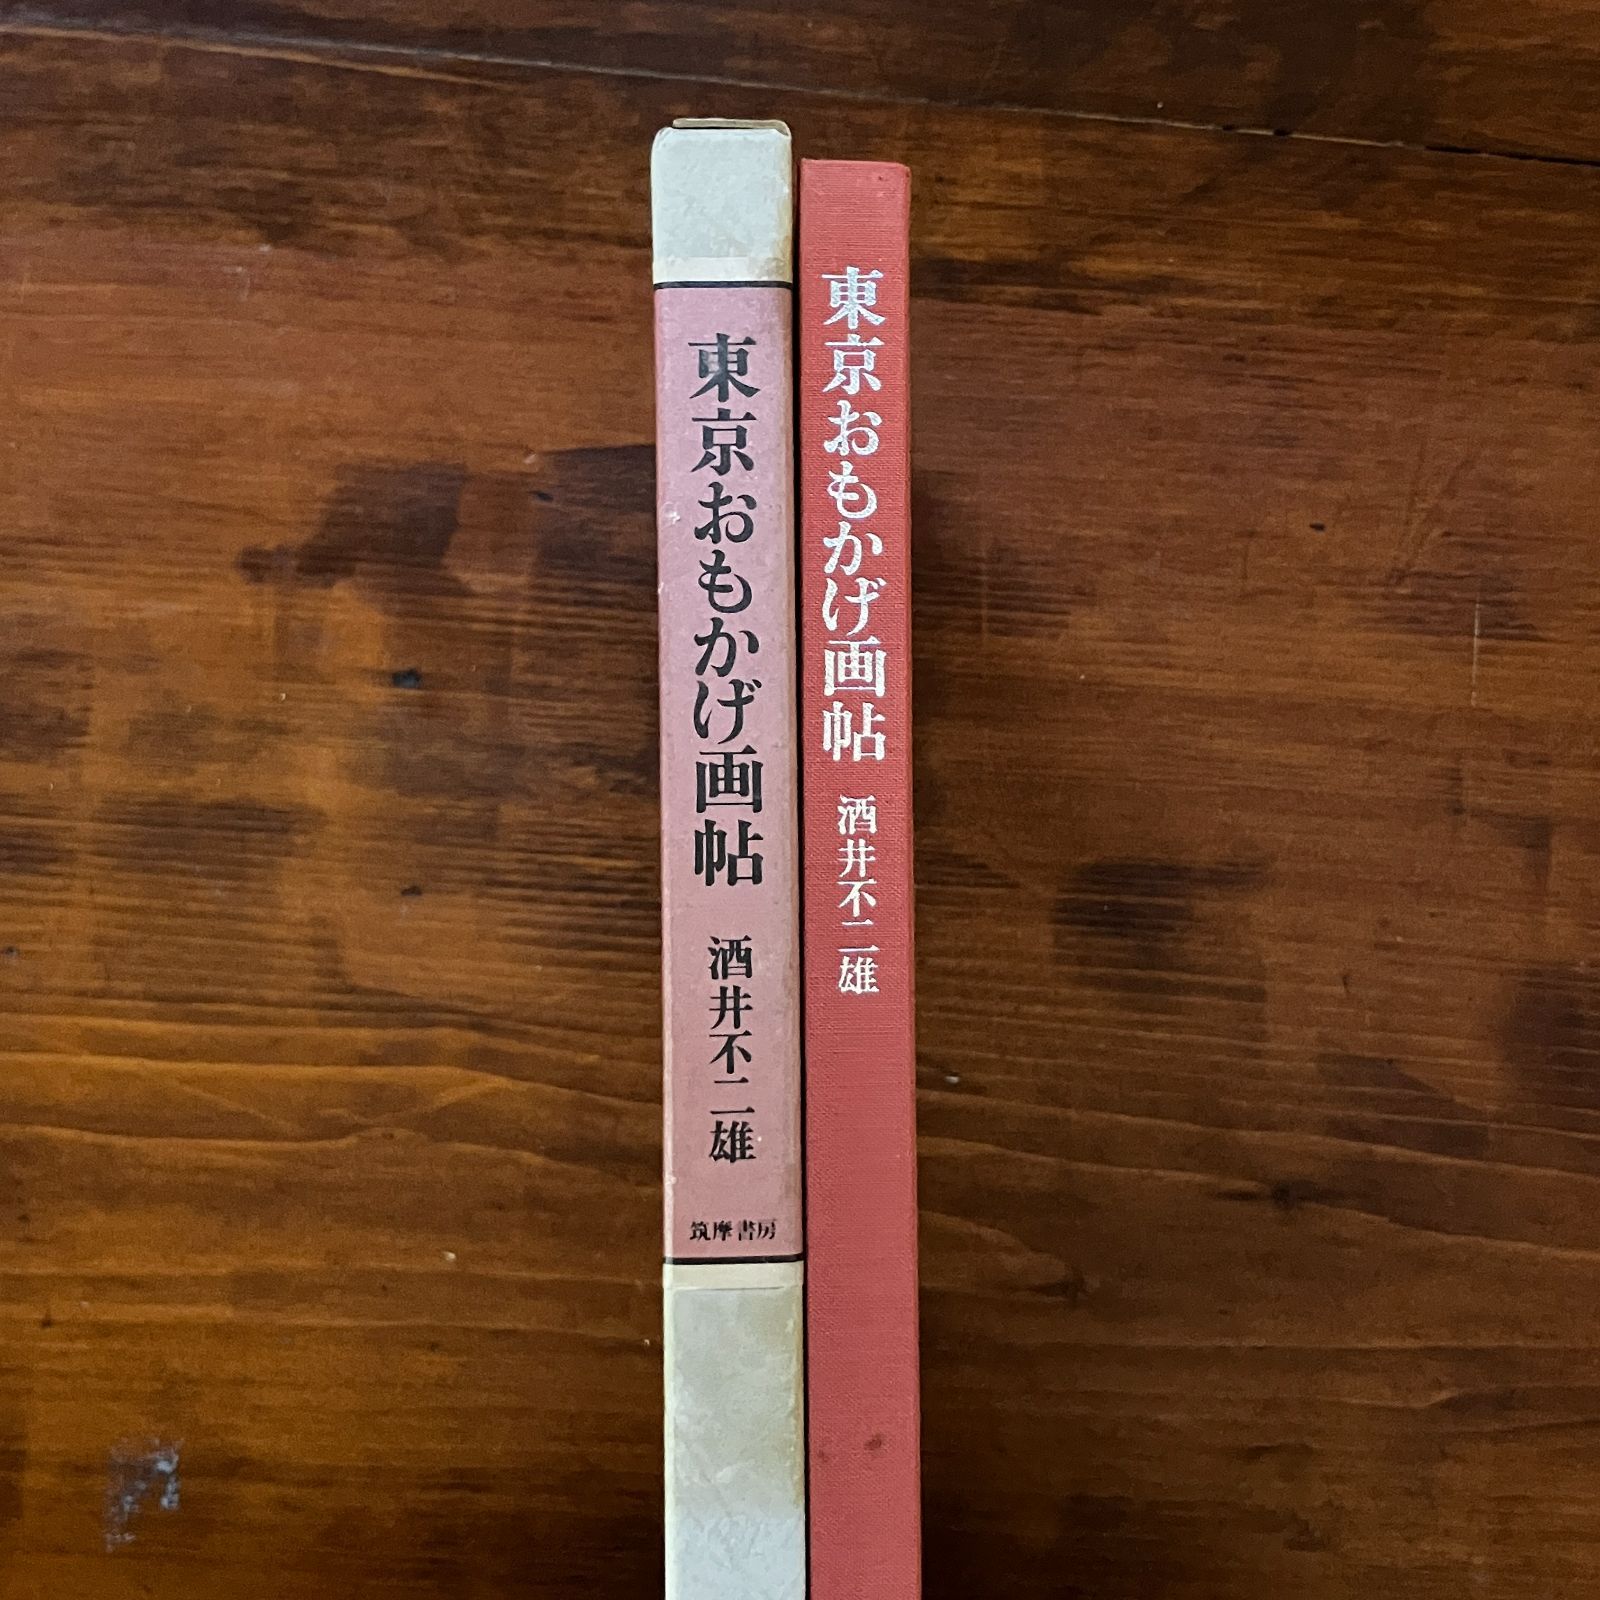 東京おもかげ画帖 酒井不二雄
筑摩書房
東京おもかげ画帖 酒井不二雄